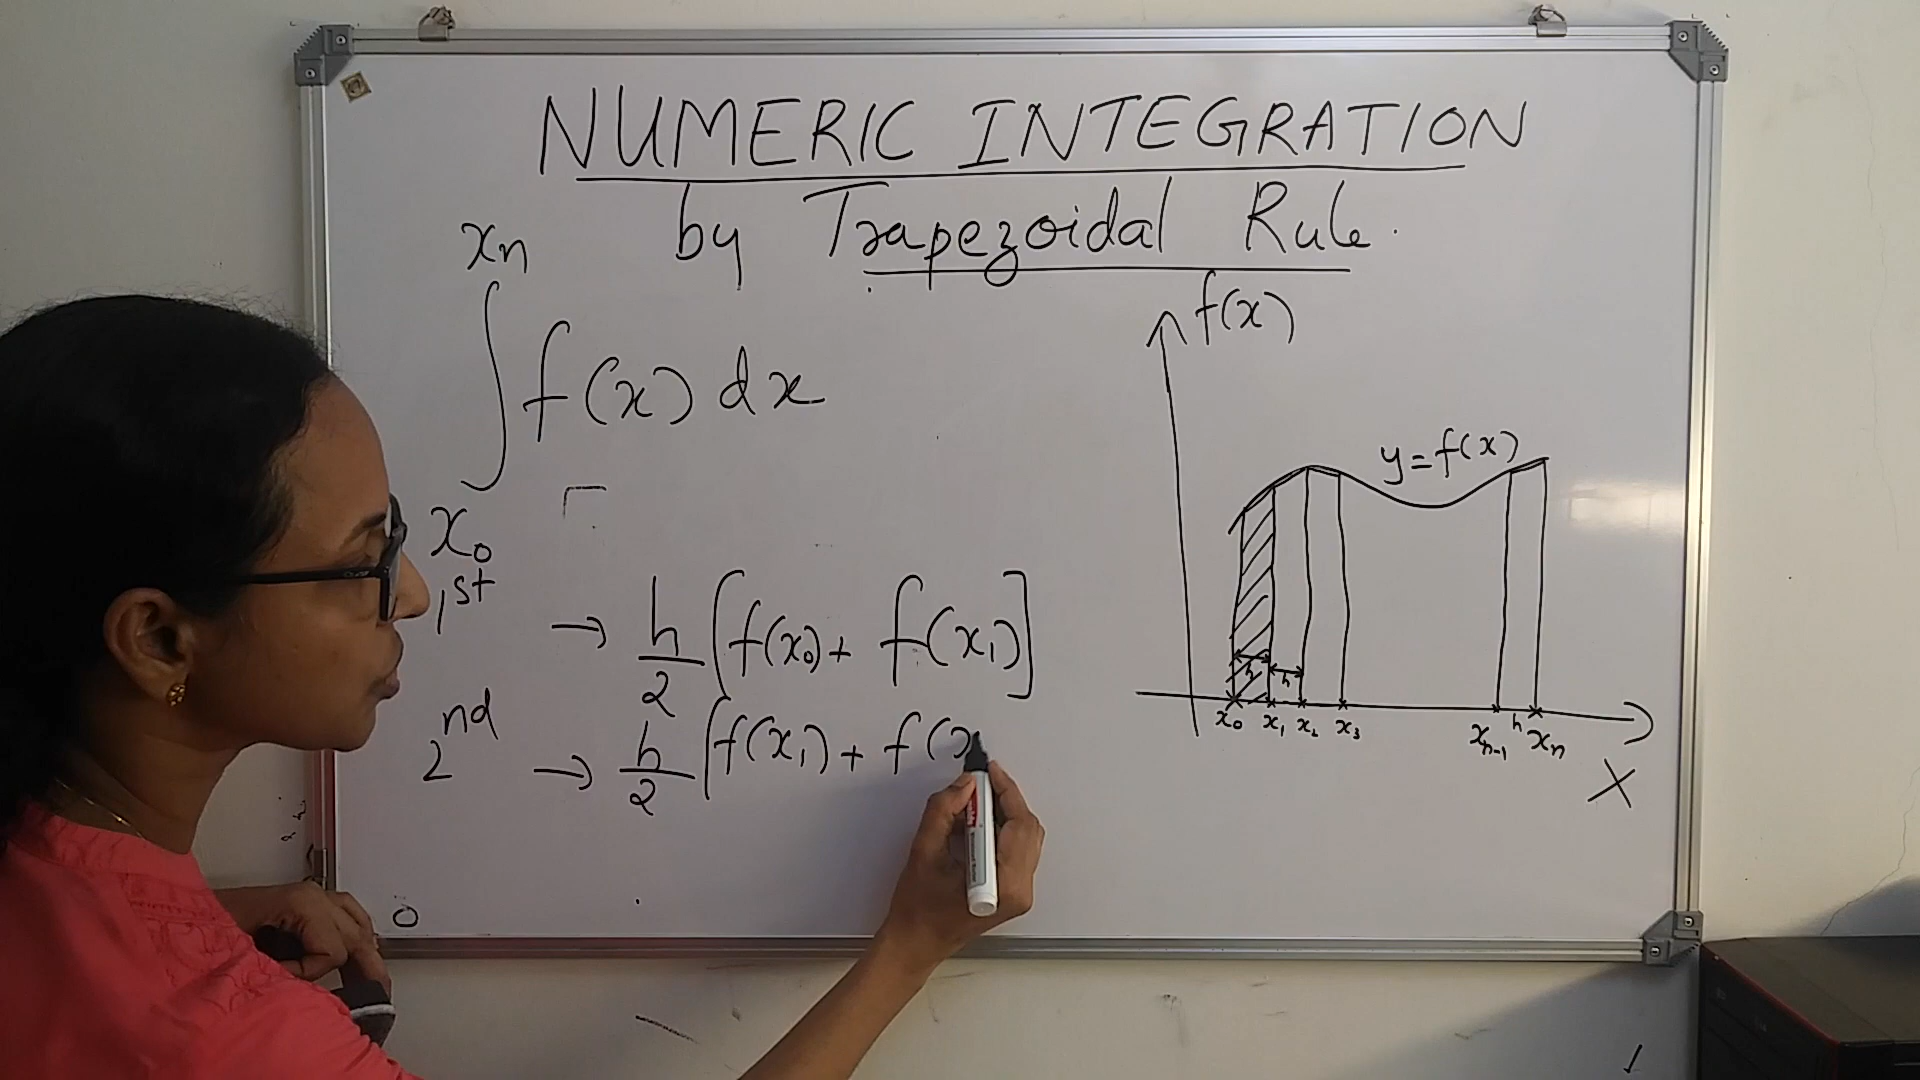 NUMERIC INTEGRATION
by Trapezoidal Rule.
xn
∫ f(x) dx
x0
1st → h/2 [f(x0) + f(x1)]
2nd → h/2 [f(x1) + f(x
f(x)
y=f(x)
h h
x0 x1 x2 x3 xn-1 h xn
X